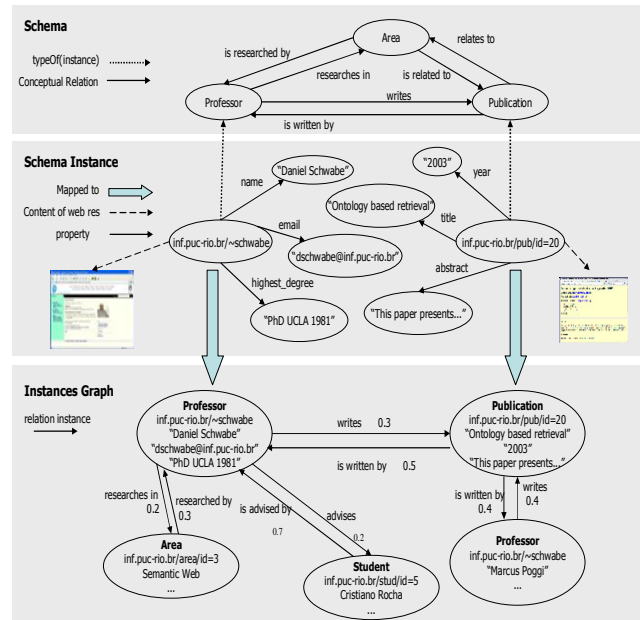 Schema
typeOf(instance)
Conceptual Relation
Area
is researched by
relates to
researches in
is related to
Professor
writes
Publication
is written by
Schema Instance
Mapped to
Content of web res
property
"Daniel Schwabe"
"2003"
name
year
"Ontology based retrieval"
email
title
inf.puc-rio.br/~schwabe
inf.puc-rio.br/pub/id=20
"dschwabe@inf.puc-rio.br"
abstract
highest_degree
"PhD UCLA 1981"
"This paper presents..."
Instances Graph
relation instance
Professor
inf.puc-rio.br/~schwabe
"Daniel Schwabe"
"dschwabe@inf.puc-rio.br"
"PhD UCLA 1981"
writes 0.3
is written by 0.5
Publication
inf.puc-rio.br/pub/id=20
"Ontology based retrieval"
"2003"
"This paper presents..."
researches in
0.2
researched by
0.3
is advised by
0.7
advises
0.2
is written by
0.4
writes
0.4
Area
inf.puc-rio.br/area/id=3
Semantic Web
...
Student
inf.puc-rio.br/stud/id=5
Cristiano Rocha
...
Professor
inf.puc-rio.br/~schwabe
"Marcus Poggi"
...